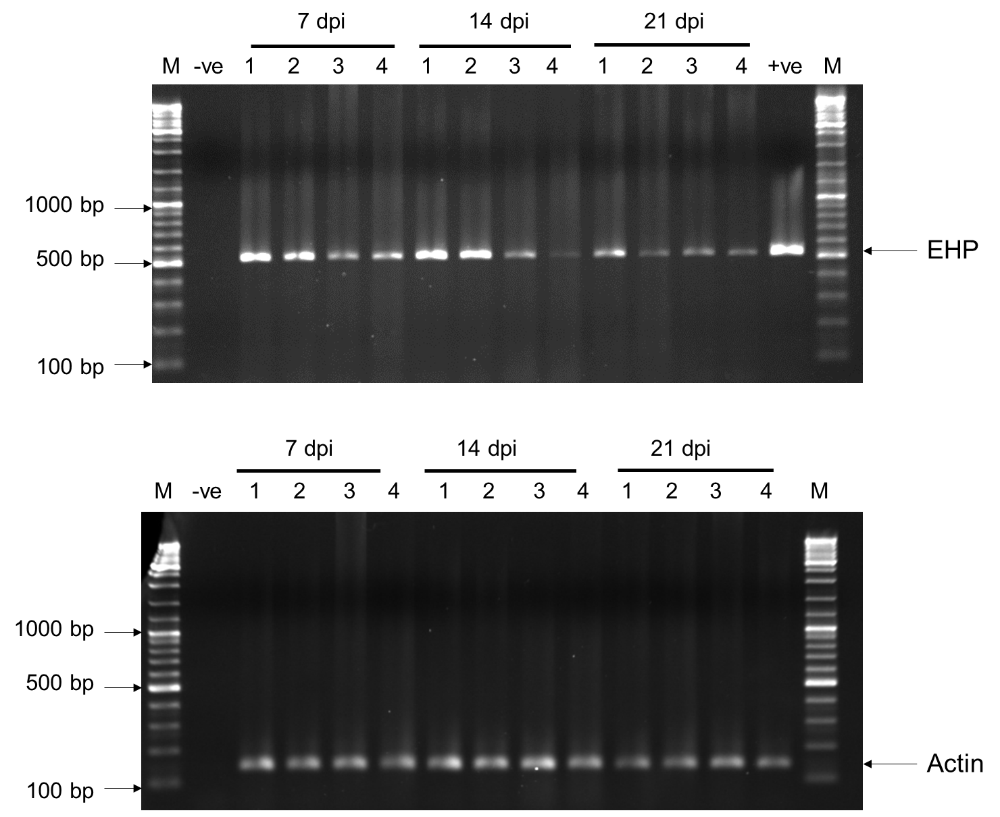 7 dpi 14 dpi 21 dpi
M -ve 1 2 3 4 1 2 3 4 1 2 3 4 +ve M
1000 bp
500 bp
EHP
100 bp
7 dpi 14 dpi 21 dpi
M -ve 1 2 3 4 1 2 3 4 1 2 3 4 M
1000 bp
500 bp
Actin
100 bp